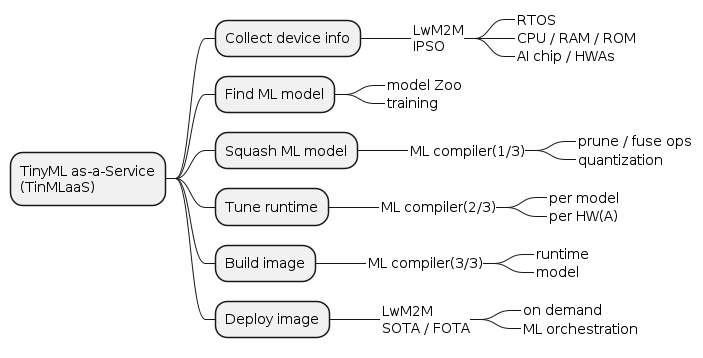 TinyML as-a-Service
(TinMLaaS)
Collect device info
LwM2M
IPSO
RTOS
CPU / RAM / ROM
AI chip / HWAs
Find ML model
model Zoo
training
Squash ML model
ML compiler(1/3)
prune / fuse ops
quantization
Tune runtime
ML compiler(2/3)
per model
per HW(A)
Build image
ML compiler(3/3)
runtime
model
Deploy image
LwM2M
SOTA / FOTA
on demand
ML orchestration